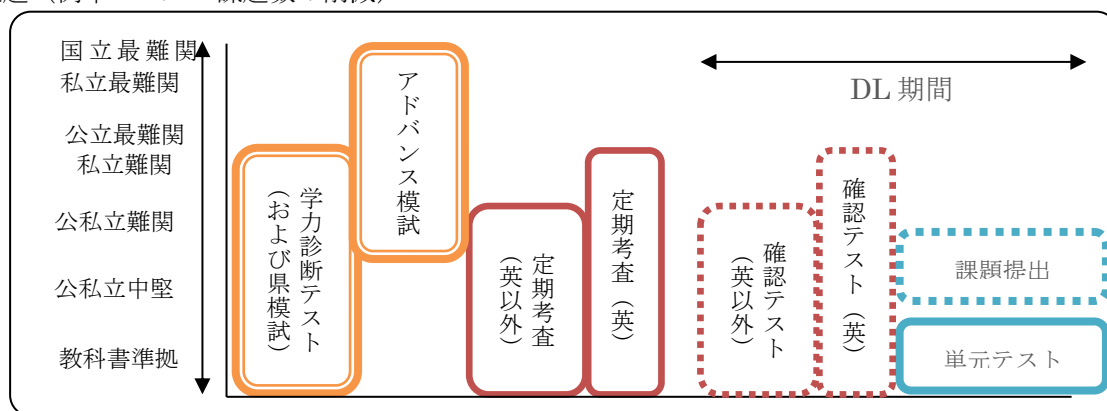 国立最難関
私立最難関
公立最難関
私立難関
公私立難関
公私立中堅
教科書準拠
学力診断テスト
(および県模試)
アドバンス模試
定期考査
(英以外)
定期考査(英)
DL 期間
確認テスト
(英以外)
確認テスト(英)
課題提出
単元テスト